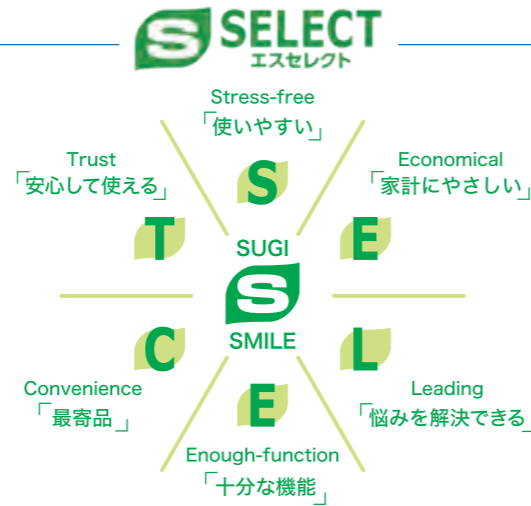 S SELECT
エスセレクト
Stress-free
「使いやすい」
S
Economical
「家計にやさしい」
E
Leading
「悩みを解決できる」
L
Enough-function
「十分な機能」
E
Convenience
「最寄品」
C
Trust
「安心して使える」
T
SUGI
S
SMILE